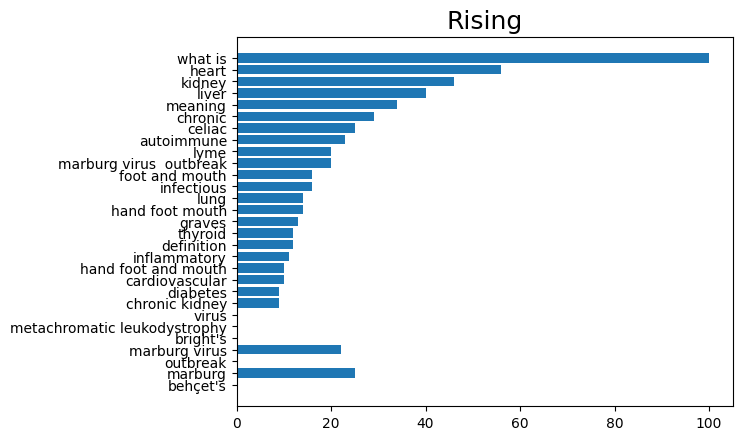 Rising
what is
heart
kidney
liver
meaning
chronic
celiac
autoimmune
lyme
marburg virus  outbreak
foot and mouth
infectious
lung
hand foot mouth
graves
thyroid
definition
inflammatory
hand foot and mouth
cardiovascular
diabetes
chronic kidney
virus
metachromatic leukodystrophy
bright's
marburg virus
outbreak
marburg
behçet's
0 20 40 60 80 100